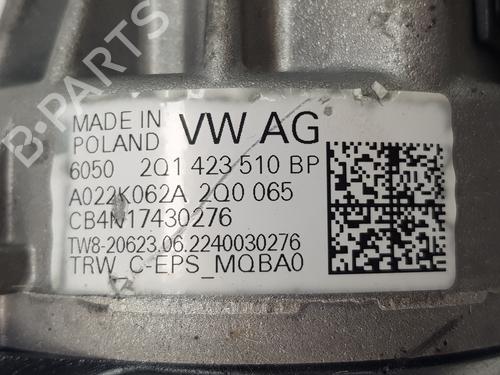 MADE IN
POLAND VW AG
6050 2Q1 423 510 BP
A022K062A 2Q0 065
CB4N17430276
TW8-20623.06.2240030276
TRW_C-EPS_MQBA0
B-PARTS